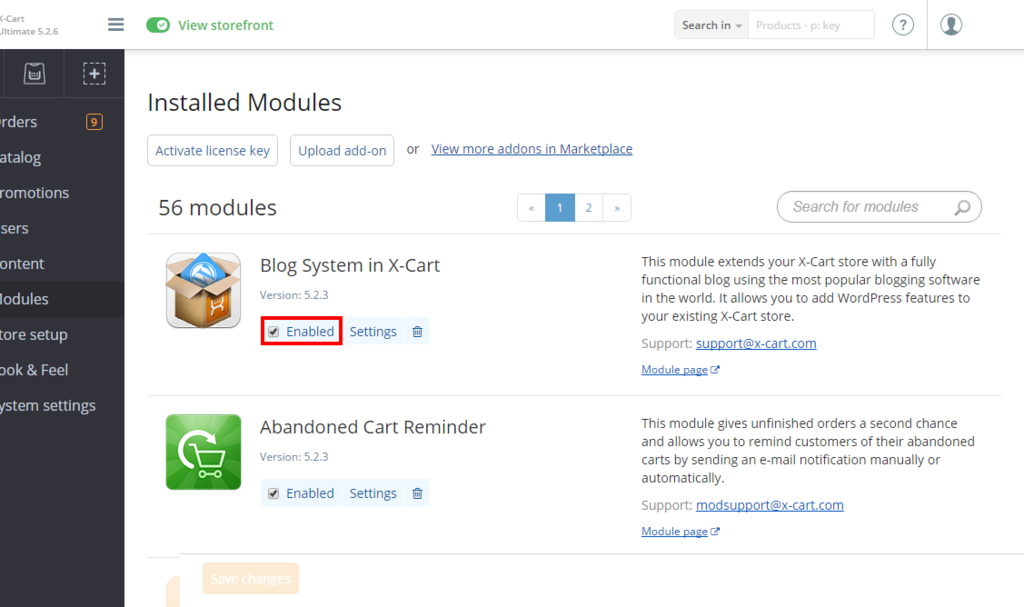 X-Cart
Ultimate 5.2.6
View storefront
Search in
Products - p: key
?
Installed Modules
Activate license key
Upload add-on
or
View more addons in Marketplace
56 modules
«
1
2
»
Search for modules
rders
9
atalog
romotions
sers
ontent
Modules
tore setup
ook & Feel
ystem settings
Blog System in X-Cart
Version: 5.2.3
Enabled
Settings
This module extends your X-Cart store with a fully
functional blog using the most popular blogging software
in the world. It allows you to add WordPress features to
your existing X-Cart store.
Support: support@x-cart.com
Module page
Abandoned Cart Reminder
Version: 5.2.3
Enabled
Settings
This module gives unfinished orders a second chance
and allows you to remind customers of their abandoned
carts by sending an e-mail notification manually or
automatically.
Support: modsupport@x-cart.com
Module page
Save changes